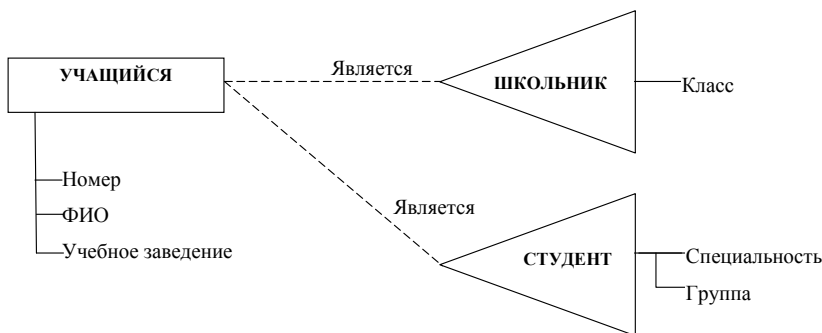 УЧАЩИЙСЯ
Является
ШКОЛЬНИК
Класс
Номер
ФИО
Учебное заведение
Является
СТУДЕНТ
Специальность
Группа